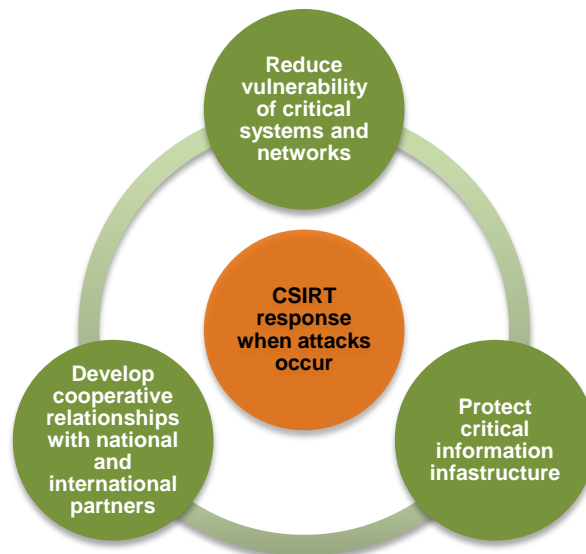 Reduce
vulnerability
of critical
systems and
networks
CSIRT
response
when attacks
occur
Develop
cooperative
relationships
with national
and
international
partners
Protect
critical
information
infastructure